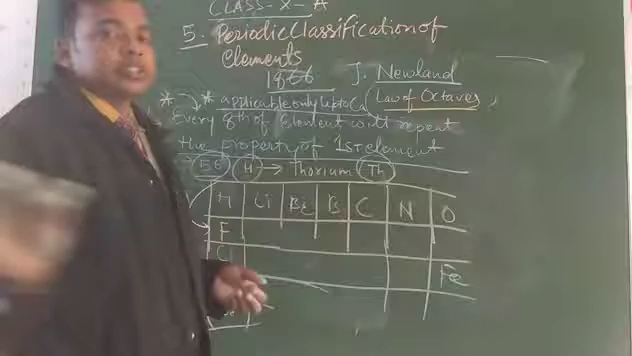 CLASS-X-A
5. Periodic Classification of
Elements
1866 J. Newland
* * applicable only upto Ca Law of Octaves
Every 8th of Element will repeat
the property of 1st element
56 H → Thorium Th
H Li Be B C N O
F
Cl
Fe